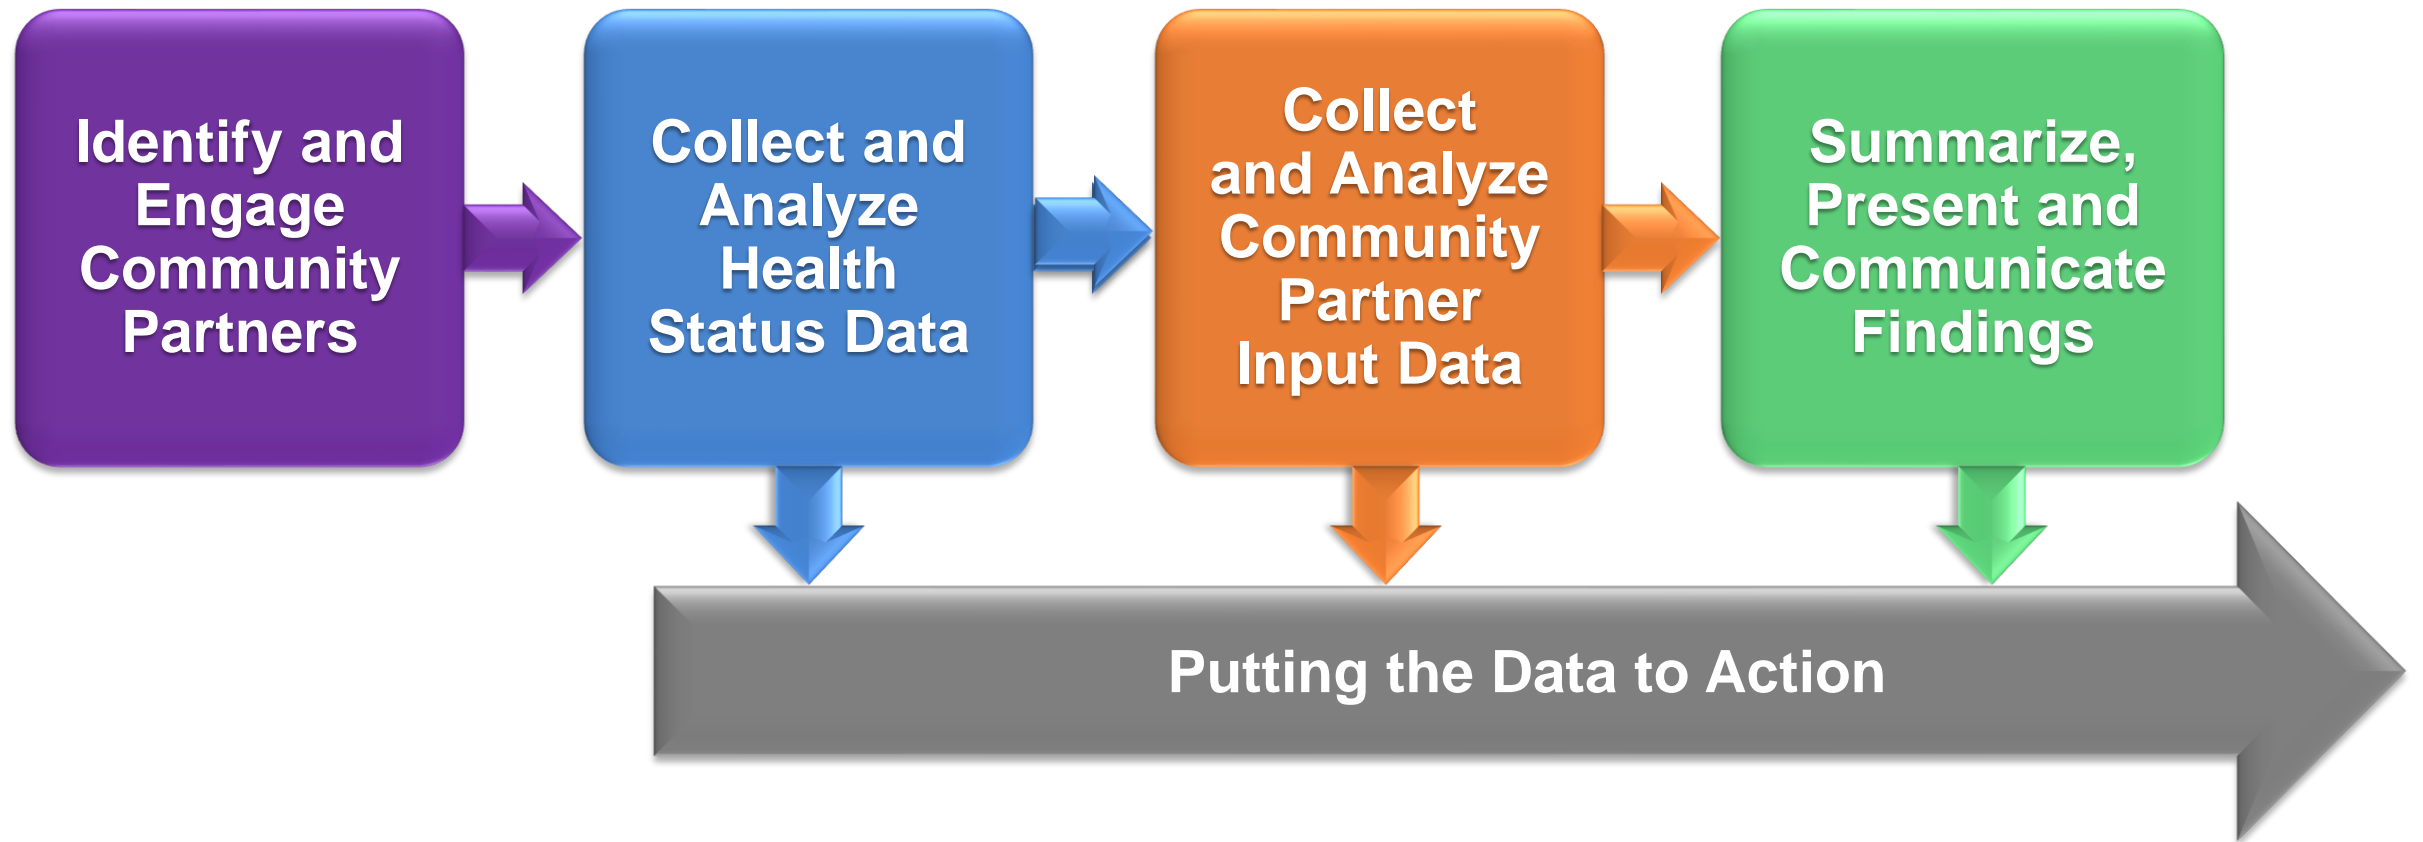 Identify and
Engage
Community
Partners
Collect and
Analyze
Health
Status Data
Collect
and Analyze
Community
Partner
Input Data
Summarize,
Present and
Communicate
Findings
Putting the Data to Action